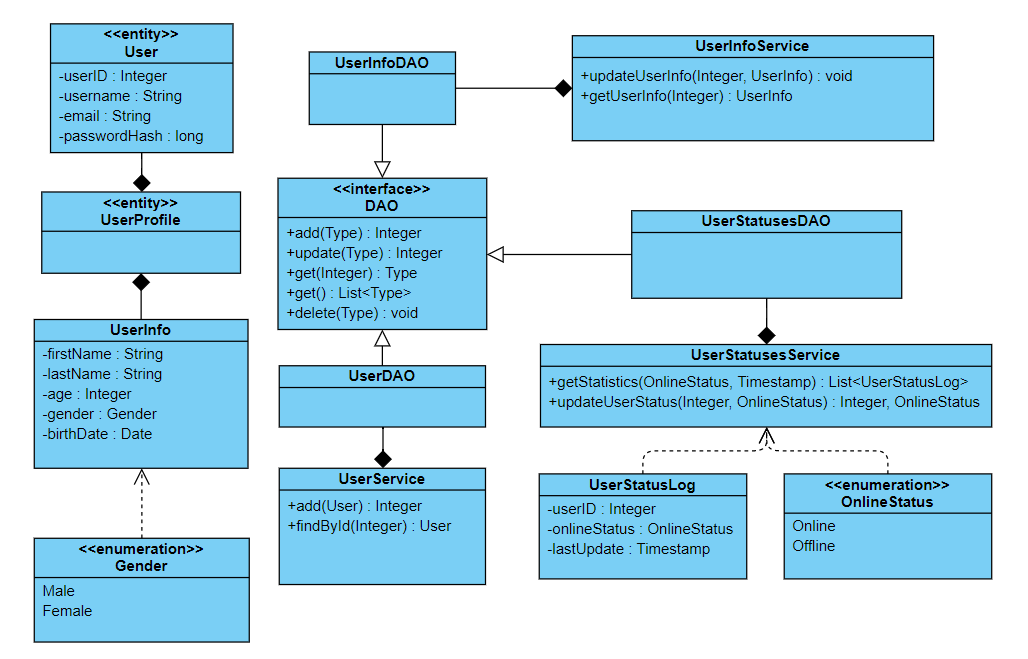 <<entity>>
User
-userID : Integer
-username : String
-email : String
-passwordHash : long
<<entity>>
UserProfile
UserInfo
-firstName : String
-lastName : String
-age : Integer
-gender : Gender
-birthDate : Date
<<enumeration>>
Gender
Male
Female
UserInfoDAO
<<interface>>
DAO
+add(Type) : Integer
+update(Type) : Integer
+get(Integer) : Type
+get() : List<Type>
+delete(Type) : void
UserDAO
UserService
+add(User) : Integer
+findById(Integer) : User
UserInfoService
+updateUserInfo(Integer, UserInfo) : void
+getUserInfo(Integer) : UserInfo
UserStatusesDAO
UserStatusesService
+getStatistics(OnlineStatus, Timestamp) : List<UserStatusLog>
+updateUserStatus(Integer, OnlineStatus) : Integer, OnlineStatus
UserStatusLog
-userID : Integer
-onlineStatus : OnlineStatus
-lastUpdate : Timestamp
<<enumeration>>
OnlineStatus
Online
Offline